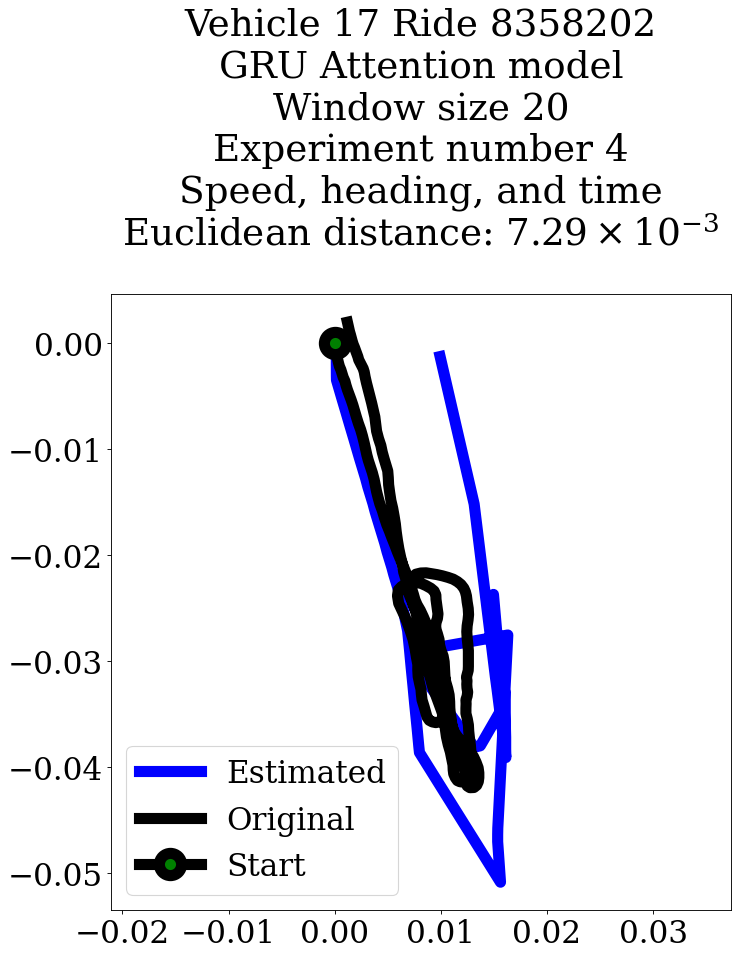 Vehicle 17 Ride 8358202
GRU Attention model
Window size 20
Experiment number 4
Speed, heading, and time
Euclidean distance: 7.29 × 10⁻³
0.00
−0.01
−0.02
−0.03
−0.04
−0.05
Estimated
Original
Start
−0.02 −0.01 0.00 0.01 0.02 0.03